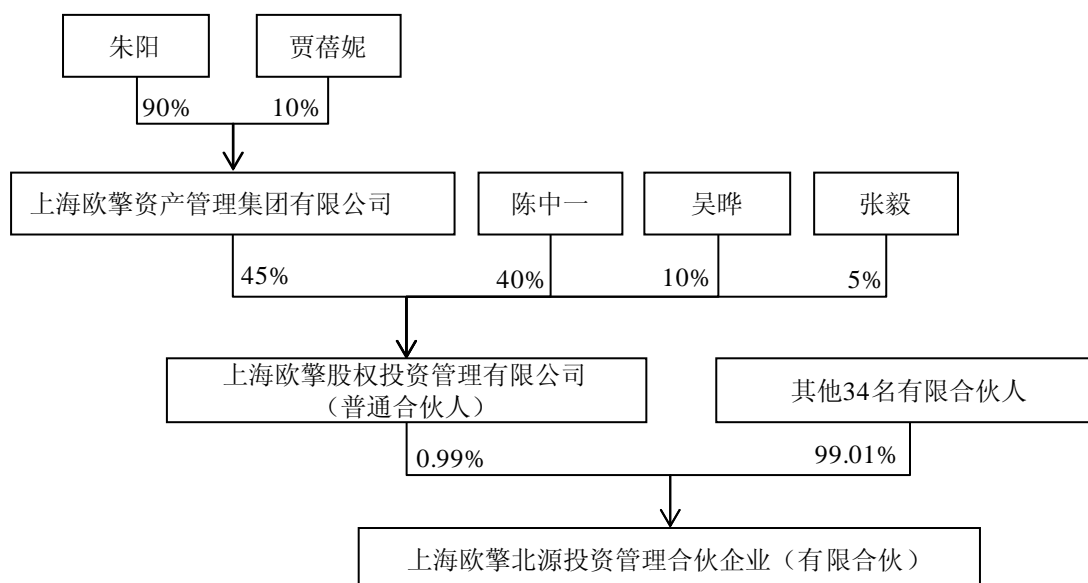 朱阳
贾蓓妮
90%
10%
上海欧擎资产管理集团有限公司
陈中一
吴晔
张毅
45%
40%
10%
5%
上海欧擎股权投资管理有限公司
（普通合伙人）
其他34名有限合伙人
0.99%
99.01%
上海欧擎北源投资管理合伙企业（有限合伙）